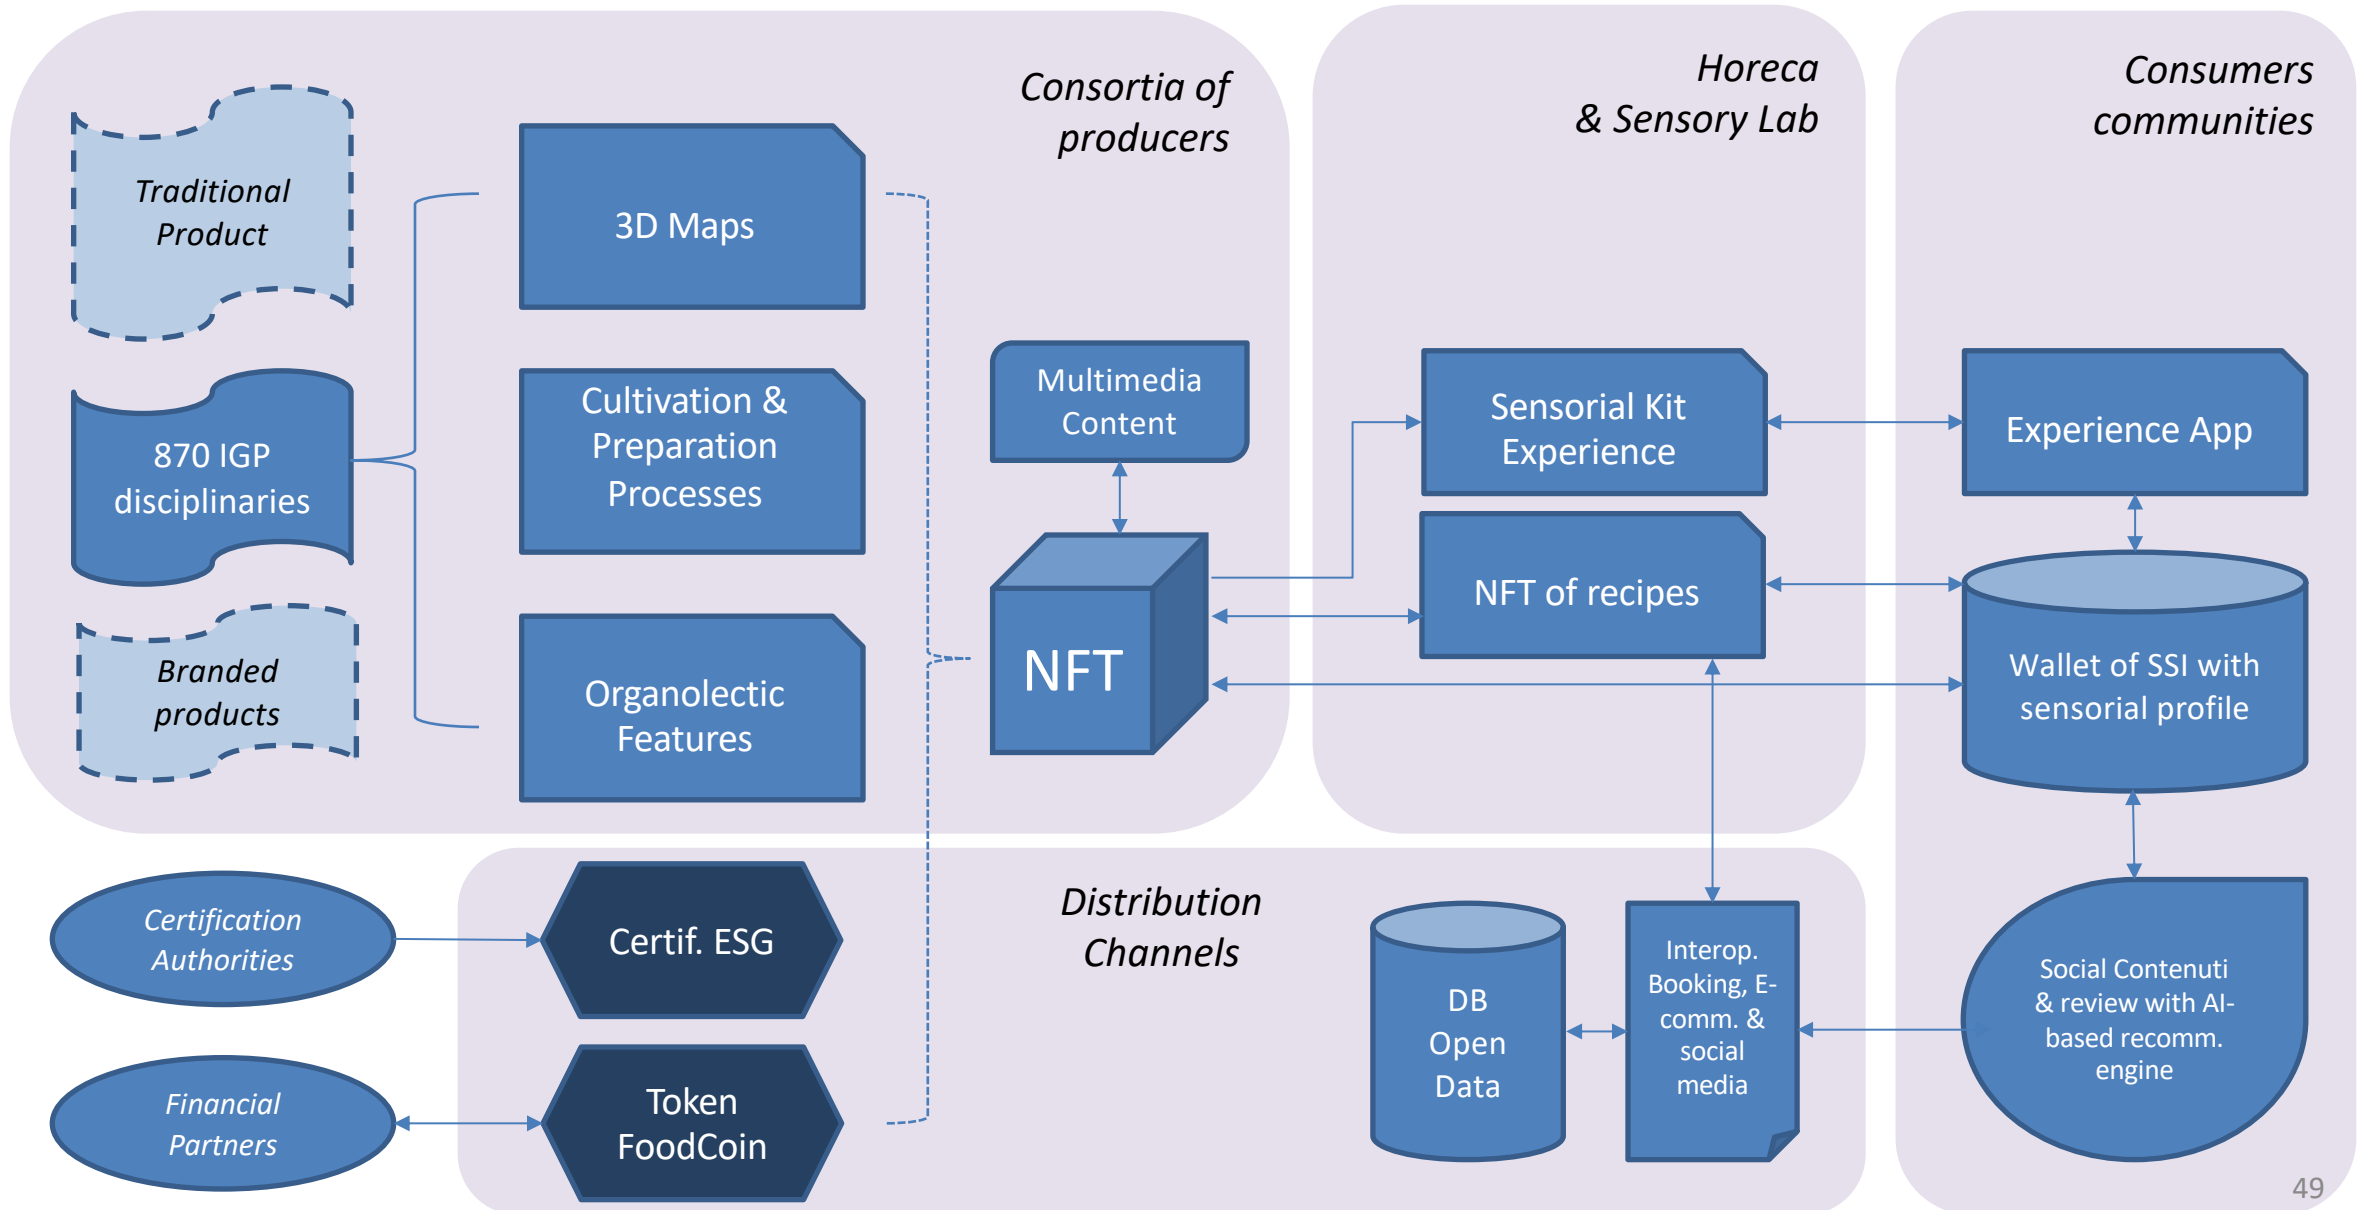 Consortia of
producers
Horeca
& Sensory Lab
Consumers
communities
Traditional
Product
870 IGP
disciplinaries
Branded
products
3D Maps
Cultivation &
Preparation
Processes
Organolectic
Features
Multimedia
Content
NFT
Sensorial Kit
Experience
NFT of recipes
Experience App
Wallet of SSI with
sensorial profile
Certification
Authorities
Financial
Partners
Certif. ESG
Token
FoodCoin
Distribution
Channels
DB
Open
Data
Interop.
Booking, E-
comm. &
social
media
Social Contenuti
& review with AI-
based recomm.
engine
49